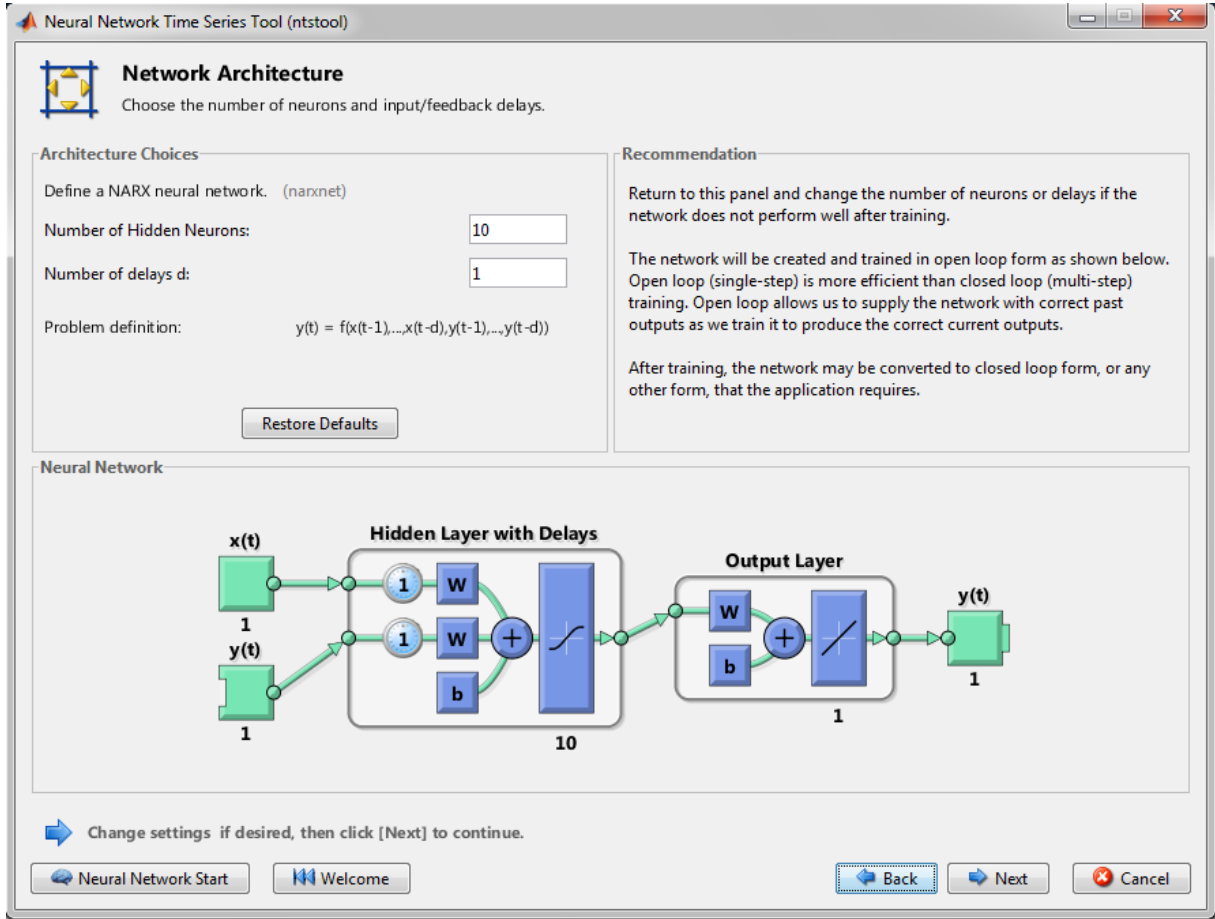 Neural Network Time Series Tool (ntstool)
Network Architecture
Choose the number of neurons and input/feedback delays.
Architecture Choices
Define a NARX neural network. (narxnet)
Number of Hidden Neurons: 10
Number of delays d: 1
Problem definition: y(t) = f(x(t-1),...,x(t-d),y(t-1),...,y(t-d))
Restore Defaults
Recommendation
Return to this panel and change the number of neurons or delays if the
network does not perform well after training.
The network will be created and trained in open loop form as shown below.
Open loop (single-step) is more efficient than closed loop (multi-step)
training. Open loop allows us to supply the network with correct past
outputs as we train it to produce the correct current outputs.
After training, the network may be converted to closed loop form, or any
other form, that the application requires.
Neural Network
Hidden Layer with Delays
x(t)
1
y(t)
1
1 W
1 W
b
+
10
Output Layer
W
b
+
1
y(t)
1
Change settings if desired, then click [Next] to continue.
Neural Network Start Welcome Back Next Cancel